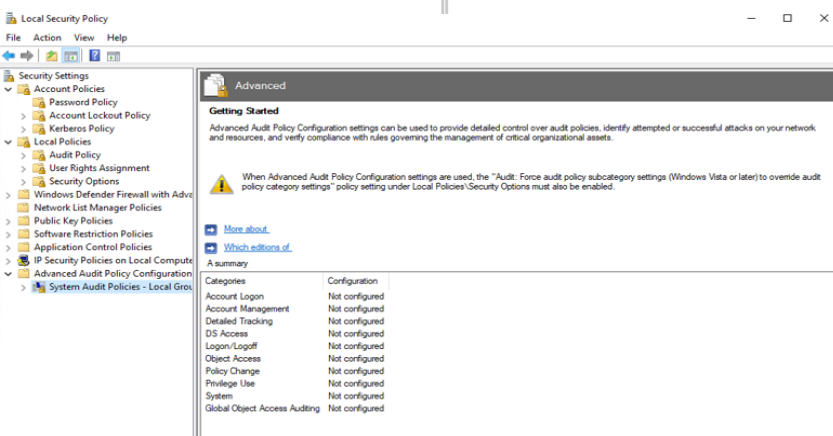 Local Security Policy
File Action View Help
Security Settings
Account Policies
Password Policy
Account Lockout Policy
Kerberos Policy
Local Policies
Audit Policy
User Rights Assignment
Security Options
Windows Defender Firewall with Adva
Network List Manager Policies
Public Key Policies
Software Restriction Policies
Application Control Policies
IP Security Policies on Local Compute
Advanced Audit Policy Configuration
System Audit Policies - Local Grou
Advanced
Getting Started
Advanced Audit Policy Configuration settings can be used to provide detailed control over audit policies, identify attempted or successful attacks on your network
and resources, and verify compliance with rules governing the management of critical organizational assets.
When Advanced Audit Policy Configuration settings are used, the "Audit: Force audit policy subcategory settings (Windows Vista or later) to override audit
policy category settings" policy setting under Local Policies\Security Options must also be enabled.
More about
Which editions of
A summary
Categories Configuration
Account Logon Not configured
Account Management Not configured
Detailed Tracking Not configured
DS Access Not configured
Logon/Logoff Not configured
Object Access Not configured
Policy Change Not configured
Privilege Use Not configured
System Not configured
Global Object Access Auditing Not configured